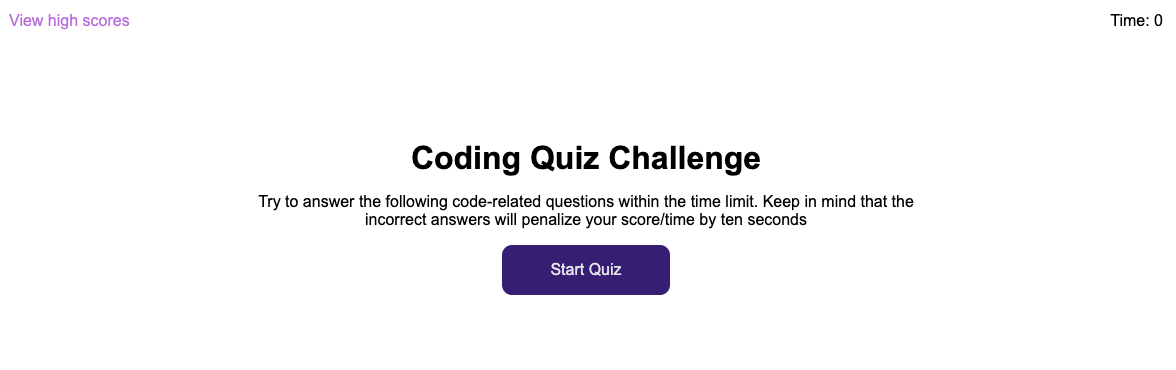 View high scores
Time: 0
Coding Quiz Challenge
Try to answer the following code-related questions within the time limit. Keep in mind that the
incorrect answers will penalize your score/time by ten seconds
Start Quiz